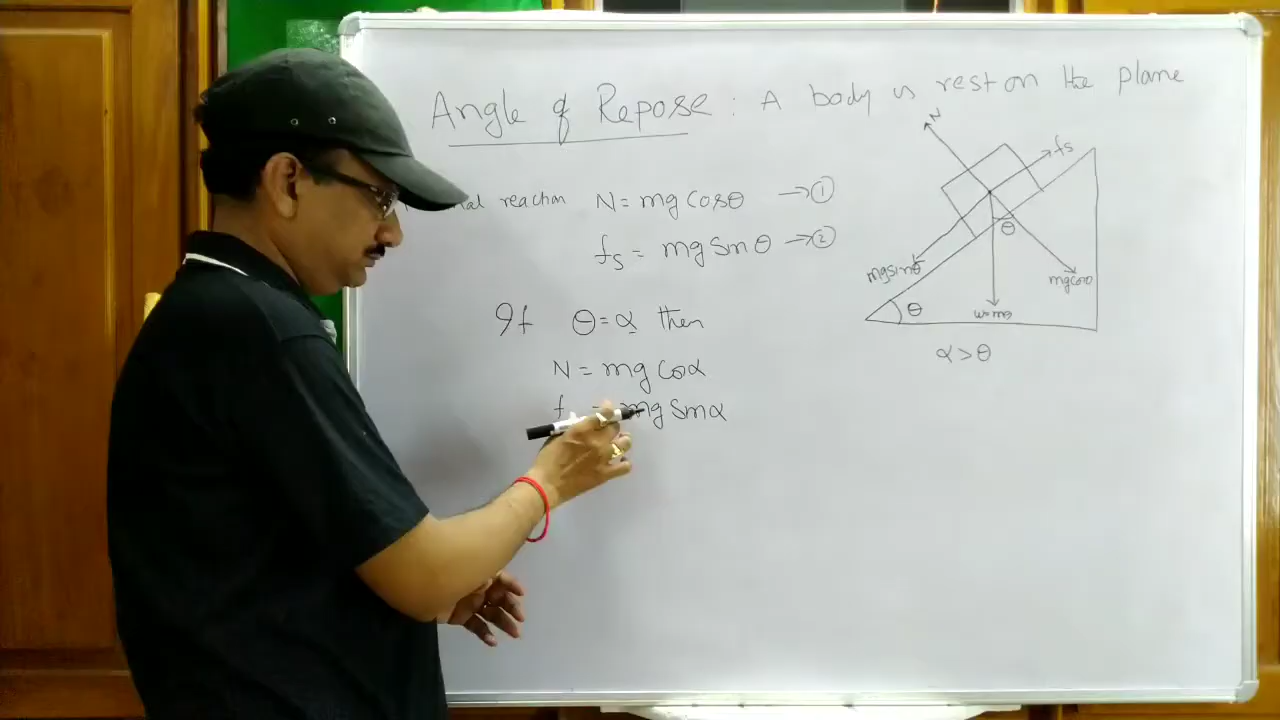 Angle of Repose : A body is rest on the plane
reaction N = mg cosθ →①
fs = mg sinθ →②
If θ = α then
N = mg cosα
f = mg sinα
N
fs
θ
mgsinθ
mgcosθ
w=mg
θ
α > θ